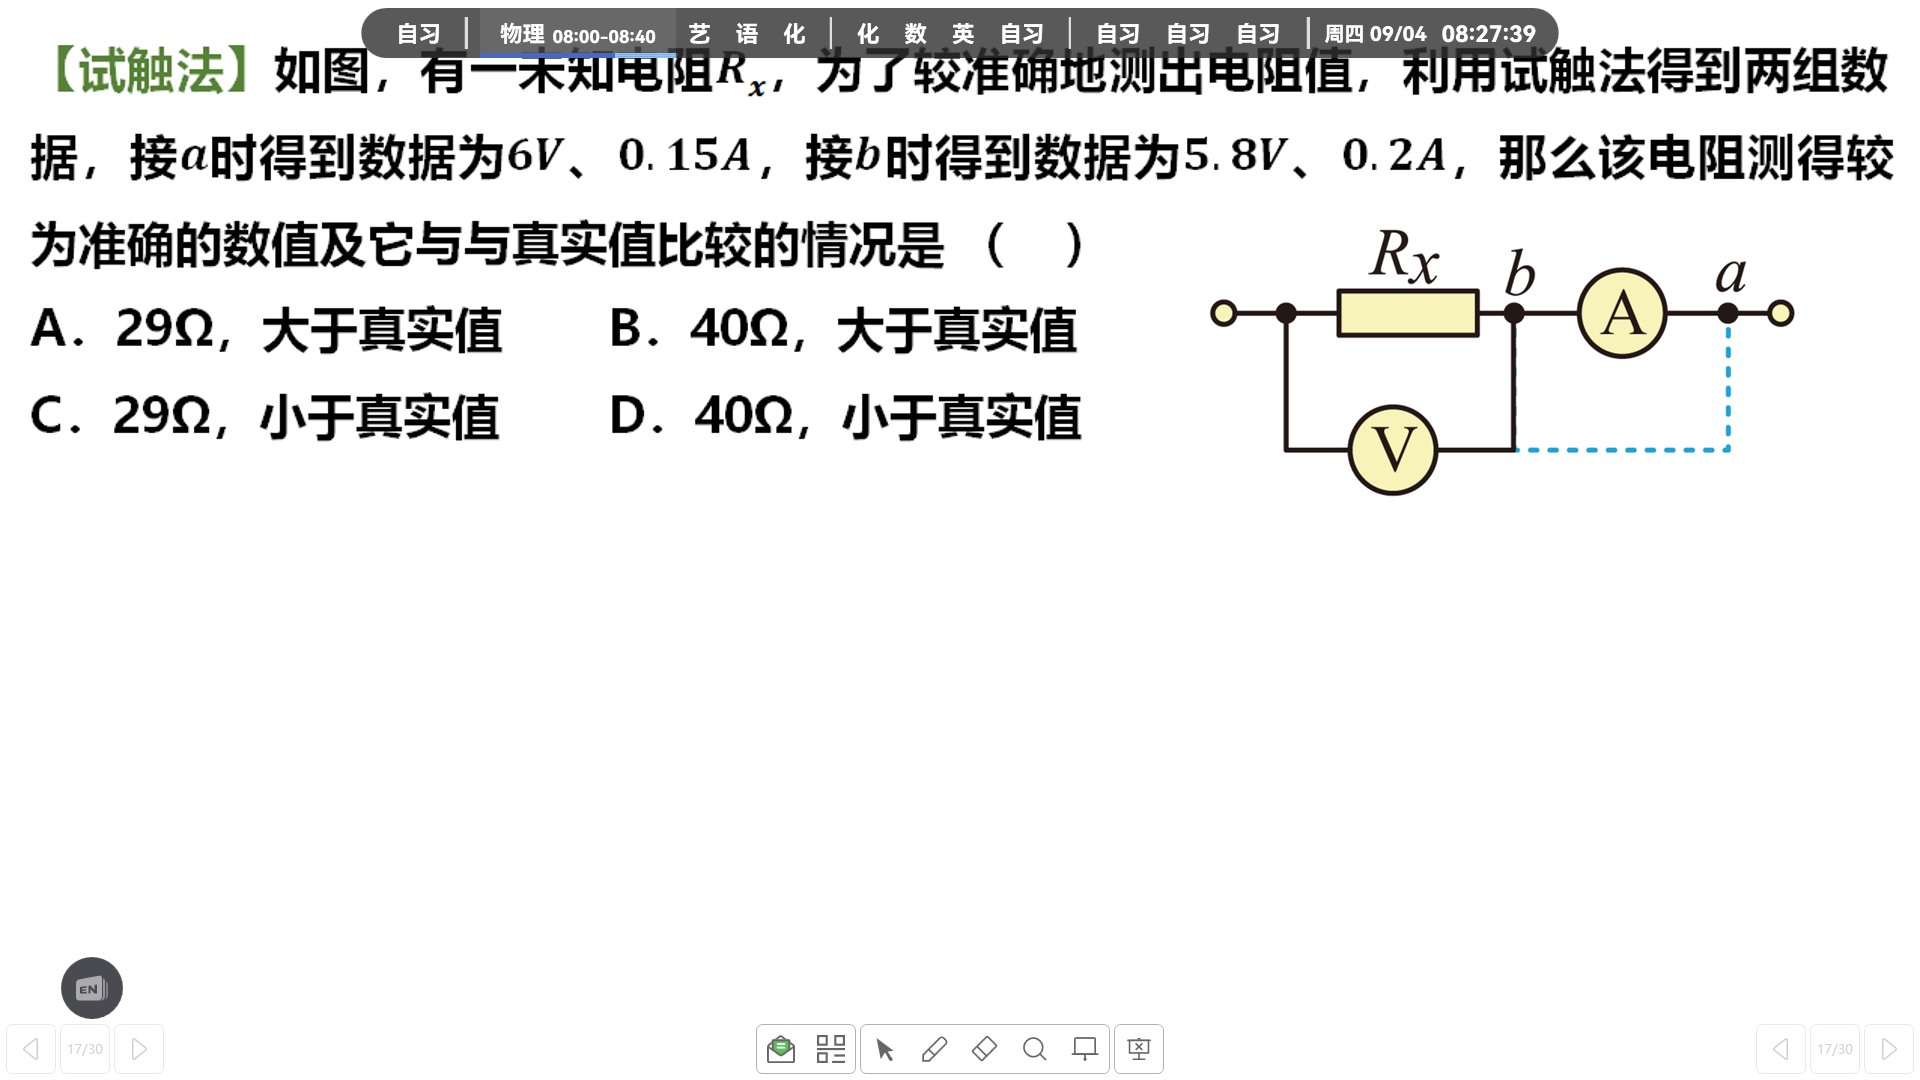 自习 物理 08:00-08:40 艺 语 化 化 数 英 自习 自习 自习 自习 周四 09/04 08:27:39
【试触法】如图，有一未知电阻Rx，为了较准确地测出电阻值，利用试触法得到两组数
据，接a时得到数据为6V、0.15A，接b时得到数据为5.8V、0.2A，那么该电阻测得较
为准确的数值及它与与真实值比较的情况是（ ）
A．29Ω，大于真实值 B．40Ω，大于真实值
C．29Ω，小于真实值 D．40Ω，小于真实值
Rx b A a
V
EN
17/30 17/30